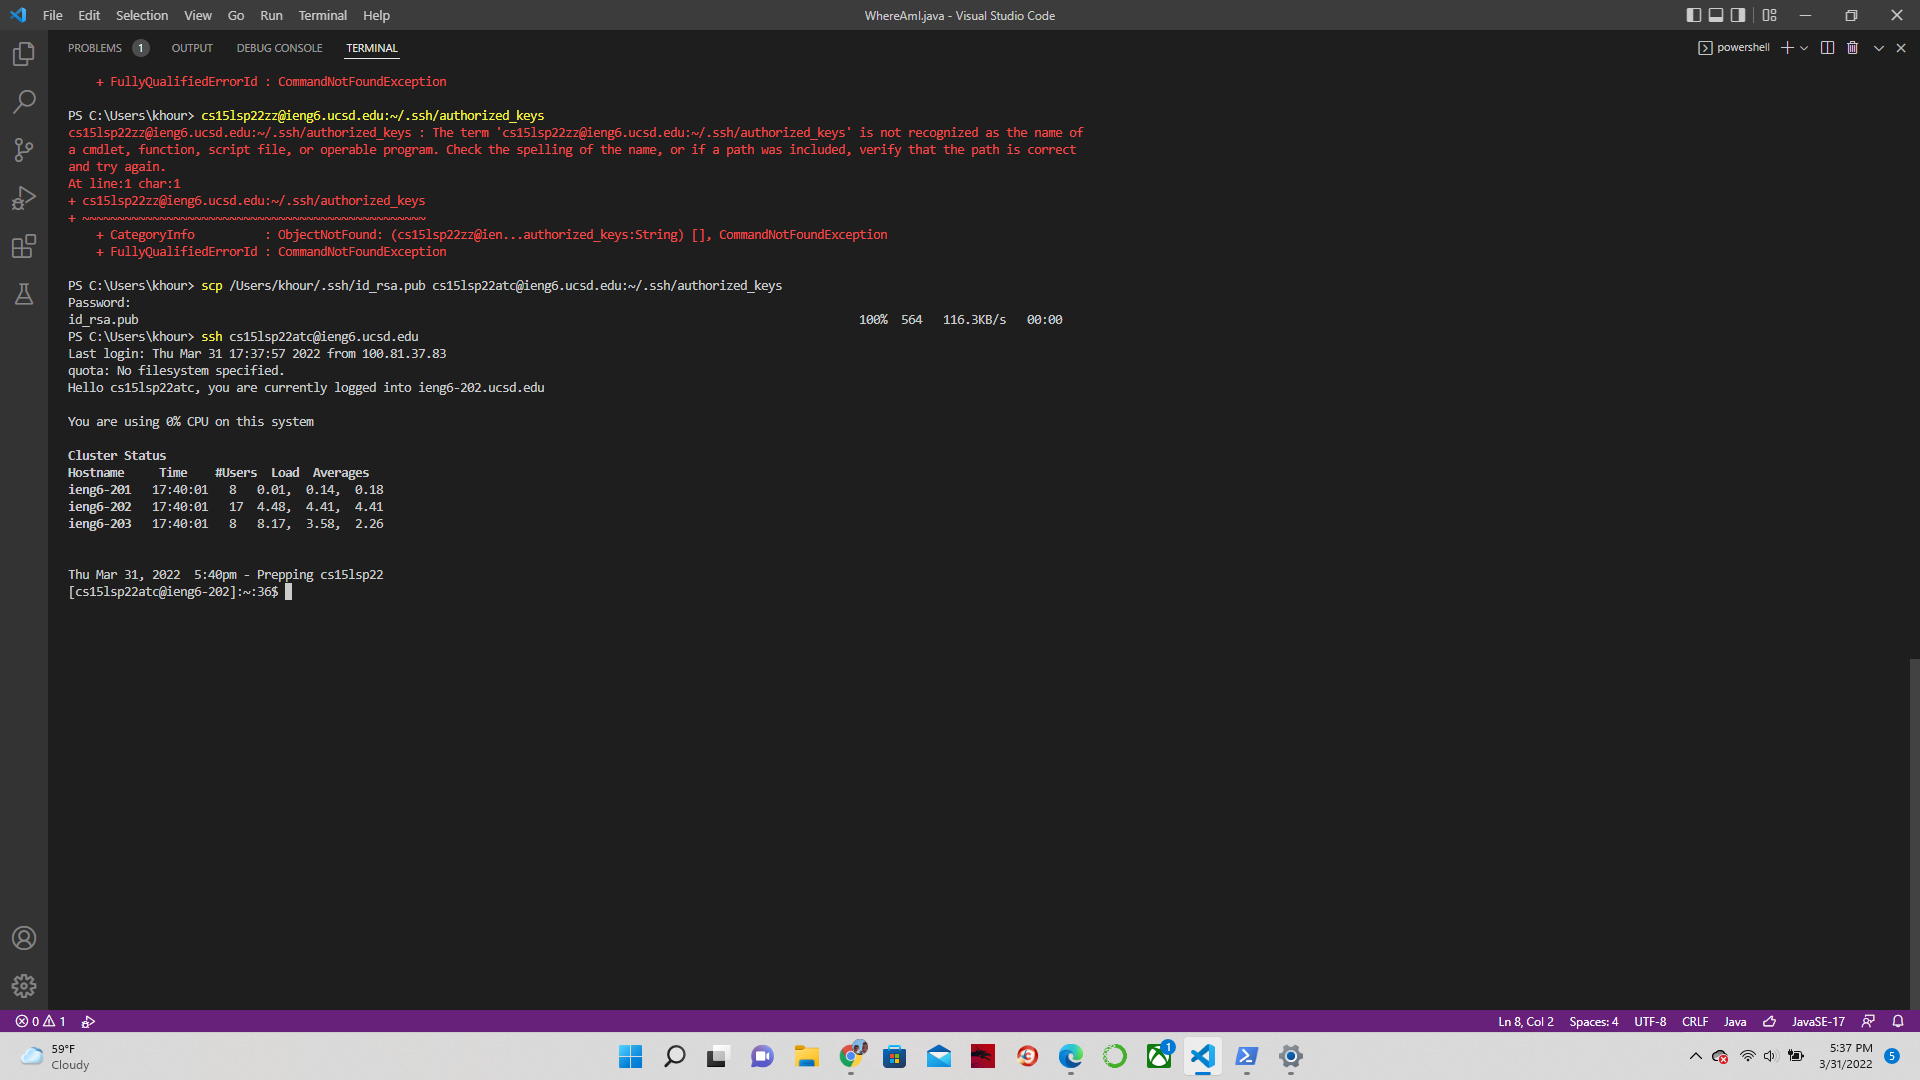 File Edit Selection View Go Run Terminal Help
WhereAmI.java - Visual Studio Code
PROBLEMS 1 OUTPUT DEBUG CONSOLE TERMINAL
powershell
+ FullyQualifiedErrorId : CommandNotFoundException
PS C:\Users\khour> cs15lsp22zz@ieng6.ucsd.edu:~/.ssh/authorized_keys
cs15lsp22zz@ieng6.ucsd.edu:~/.ssh/authorized_keys : The term 'cs15lsp22zz@ieng6.ucsd.edu:~/.ssh/authorized_keys' is not recognized as the name of
a cmdlet, function, script file, or operable program. Check the spelling of the name, or if a path was included, verify that the path is correct
and try again.
At line:1 char:1
+ cs15lsp22zz@ieng6.ucsd.edu:~/.ssh/authorized_keys
+ ~~~~~~~~~~~~~~~~~~~~~~~~~~~~~~~~~~~~~~~~~~~~~~~~~
+ CategoryInfo : ObjectNotFound: (cs15lsp22zz@ien...authorized_keys:String) [], CommandNotFoundException
+ FullyQualifiedErrorId : CommandNotFoundException
PS C:\Users\khour> scp /Users/khour/.ssh/id_rsa.pub cs15lsp22atc@ieng6.ucsd.edu:~/.ssh/authorized_keys
Password:
id_rsa.pub 100% 564 116.3KB/s 00:00
PS C:\Users\khour> ssh cs15lsp22atc@ieng6.ucsd.edu
Last login: Thu Mar 31 17:37:57 2022 from 100.81.37.83
quota: No filesystem specified.
Hello cs15lsp22atc, you are currently logged into ieng6-202.ucsd.edu
You are using 0% CPU on this system
Cluster Status
Hostname Time #Users Load Averages
ieng6-201 17:40:01 8 0.01, 0.14, 0.18
ieng6-202 17:40:01 17 4.48, 4.41, 4.41
ieng6-203 17:40:01 8 8.17, 3.58, 2.26
Thu Mar 31, 2022 5:40pm - Prepping cs15lsp22
[cs15lsp22atc@ieng6-202]:~:36$
0 1
Ln 8, Col 2 Spaces: 4 UTF-8 CRLF Java JavaSE-17
59°F
Cloudy
1
5:37 PM
3/31/2022
5